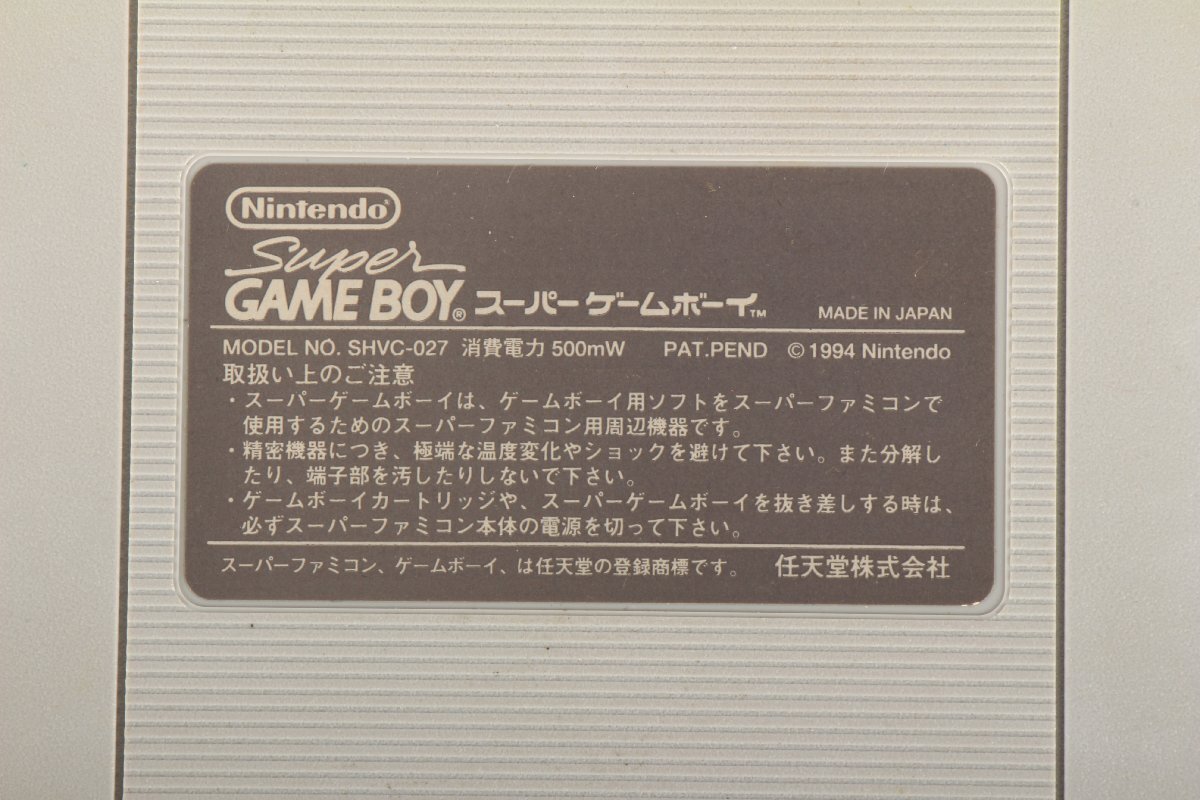 Nintendo®
Super
GAME BOY® スーパーゲームボーイ™ MADE IN JAPAN
MODEL NO. SHVC-027 消費電力 500mW PAT.PEND © 1994 Nintendo
取扱い上のご注意
・スーパーゲームボーイは、ゲームボーイ用ソフトをスーパーファミコンで
使用するためのスーパーファミコン用周辺機器です。
・精密機器につき、極端な温度変化やショックを避けて下さい。また分解し
たり、端子部を汚したりしないで下さい。
・ゲームボーイカートリッジや、スーパーゲームボーイを抜き差しする時は、
必ずスーパーファミコン本体の電源を切って下さい。
スーパーファミコン、ゲームボーイ、は任天堂の登録商標です。 任天堂株式会社